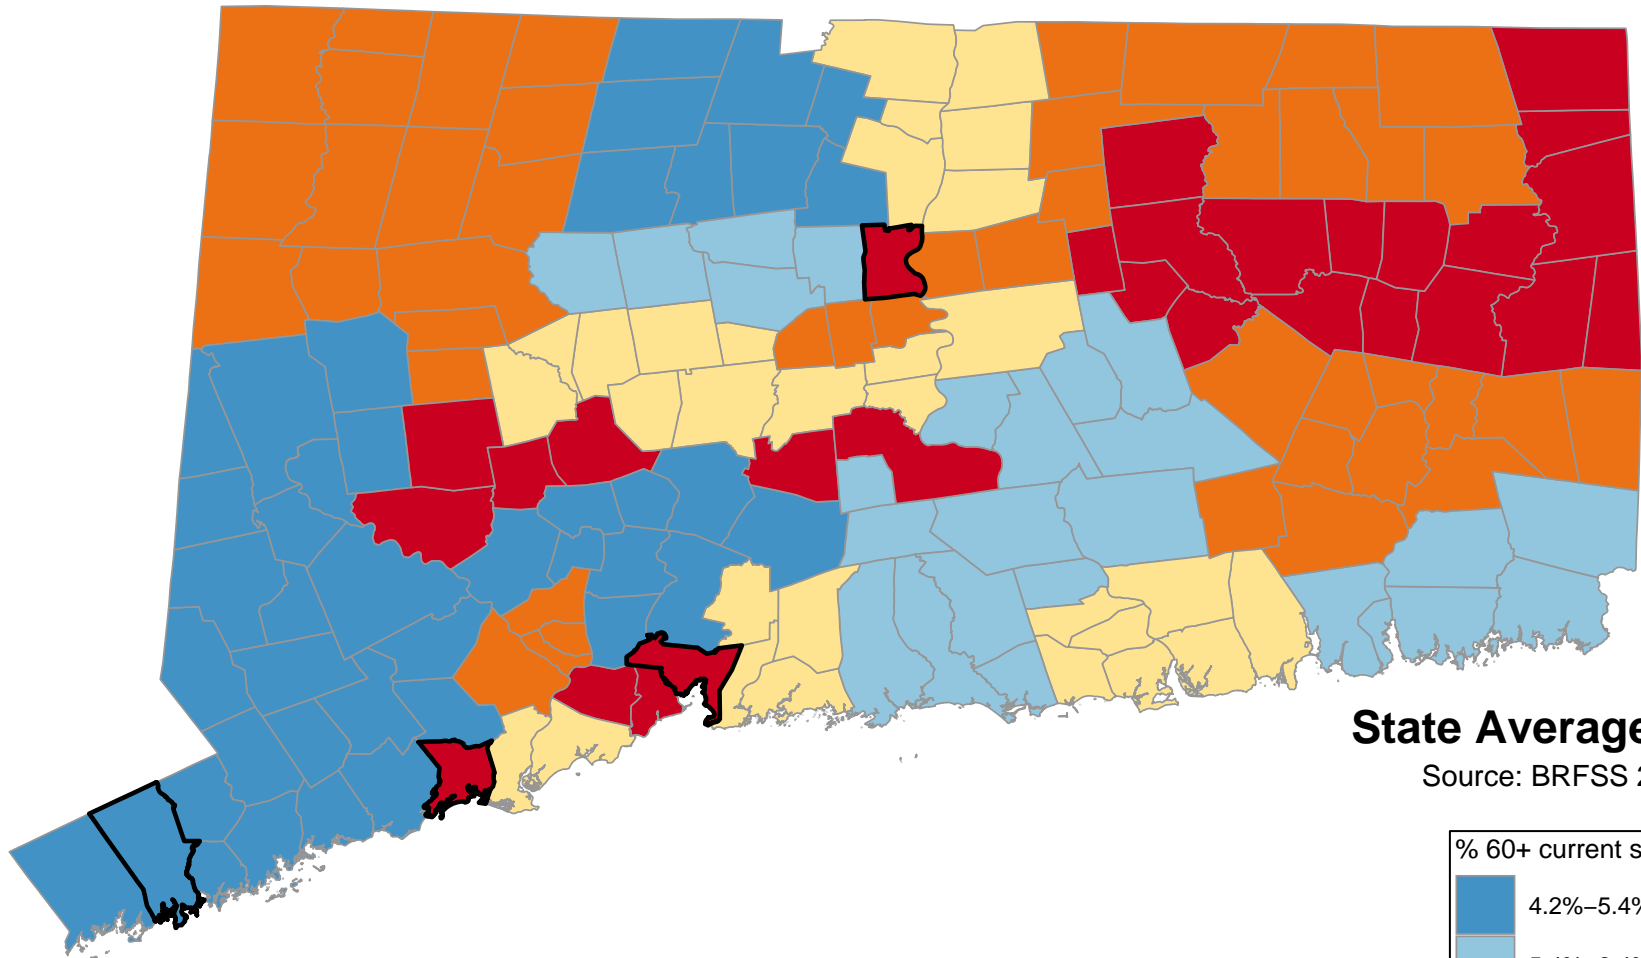 State Average
Source: BRFSS
% 60+ current
4.2%–5.4%